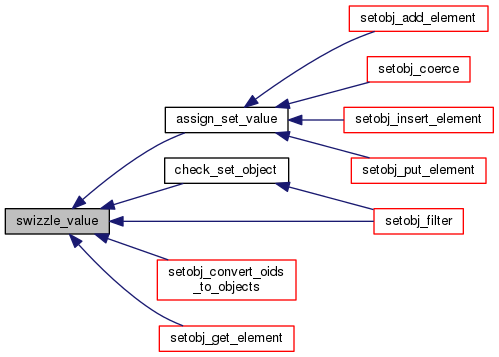 setobj_add_element
setobj_coerce
assign_set_value
setobj_insert_element
check_set_object
setobj_put_element
swizzle_value
setobj_filter
setobj_convert_oids
_to_objects
setobj_get_element